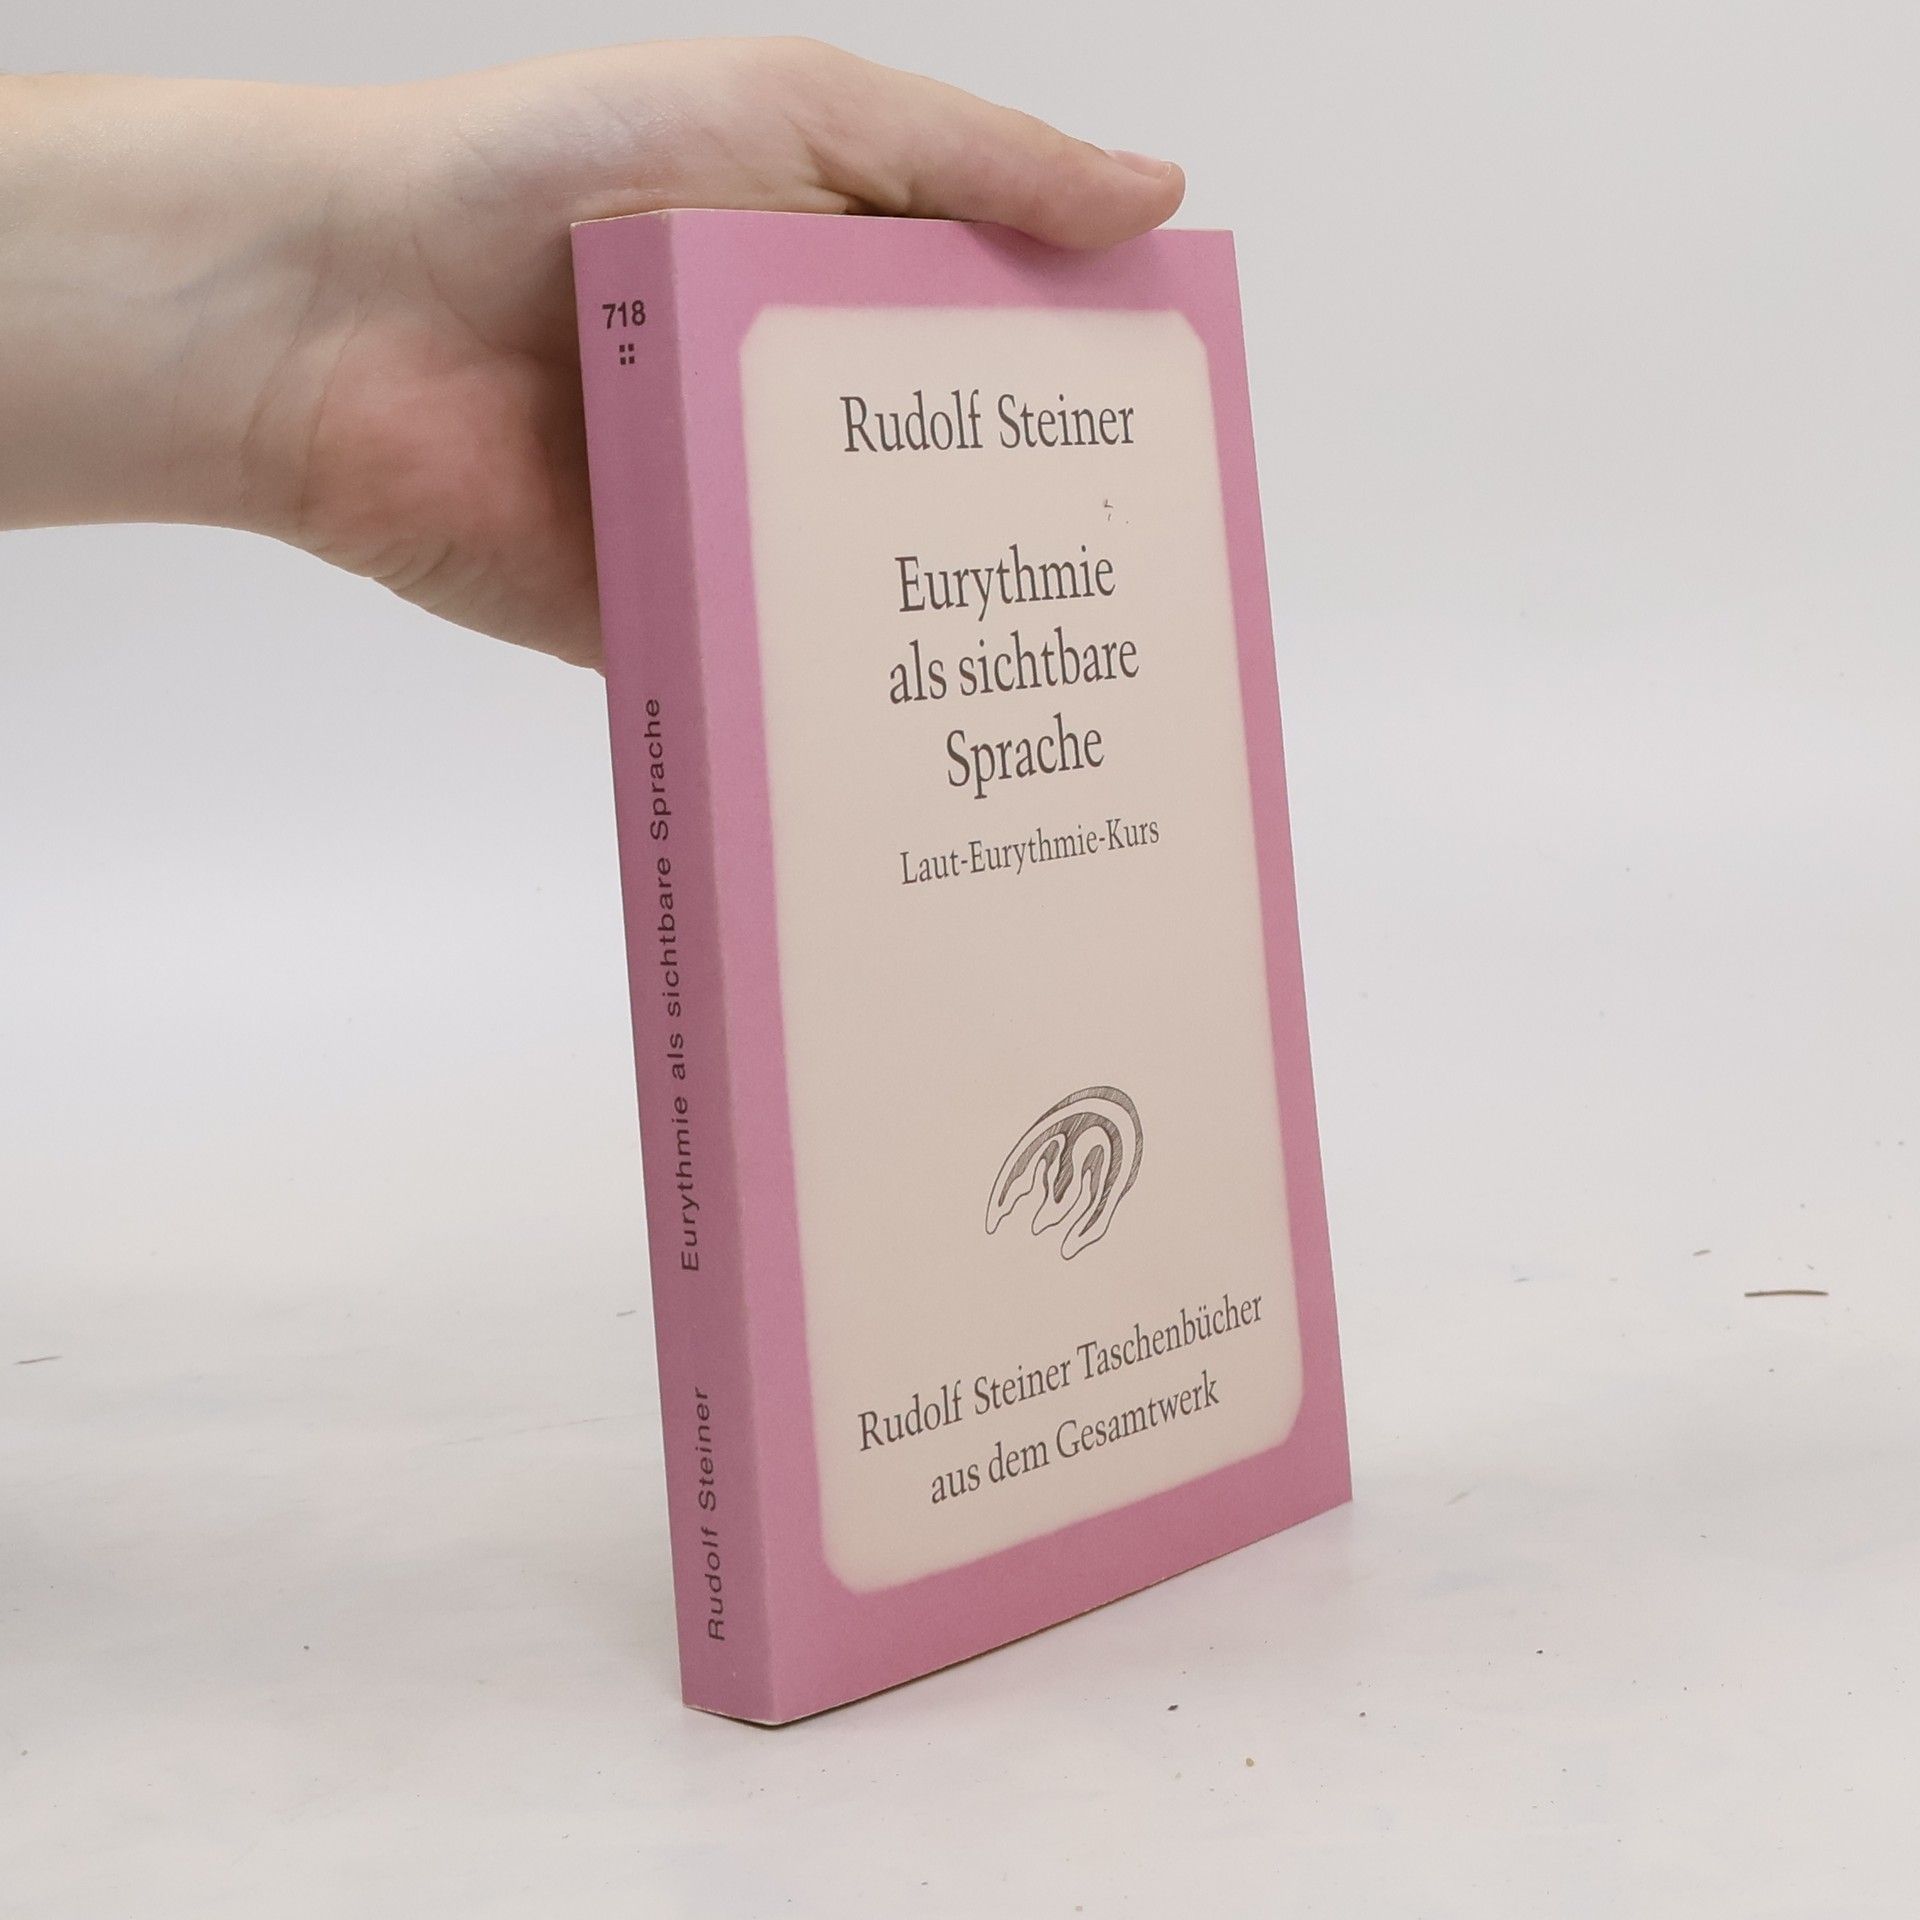 718
Rudolf Steiner Eurythmie als sichtbare Sprache
Rudolf Steiner
Eurythmie
als sichtbare
Sprache
Laut-Eurythmie-Kurs
Rudolf Steiner Taschenbücher
aus dem Gesamtwerk